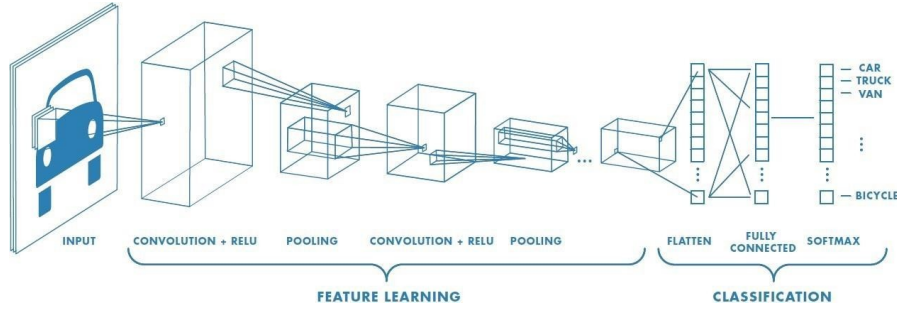 CAR
TRUCK
VAN
BICYCLE
INPUT
CONVOLUTION + RELU
POOLING
CONVOLUTION + RELU
POOLING
FLATTEN
FULLY
CONNECTED
SOFTMAX
FEATURE LEARNING
CLASSIFICATION